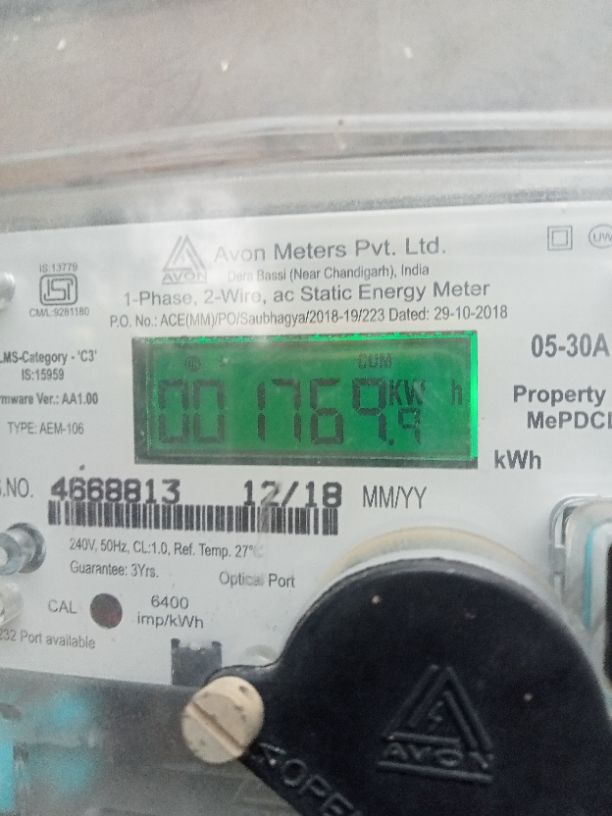 Avon Meters Pvt. Ltd.
AVON
Dera Bassi (Near Chandigarh), India
IS:13779
ISI
CM/L:9281180
1-Phase, 2-Wire, ac Static Energy Meter
P.O. No.: ACE(MM)/PO/Saubhagya/2018-19/223 Dated: 29-10-2018
UW
LMS-Category - 'C3'
IS:15959
rmware Ver.: AA1.00
TYPE: AEM-106
CUM
001769.9 KW h
05-30A
Property
MePDCL
kWh
S.NO. 4668813 12/18 MM/YY
240V, 50Hz, CL:1.0, Ref. Temp. 27°C
Guarantee: 3Yrs.
Optical Port
CAL
6400
imp/kWh
232 Port available
AVON
OPE